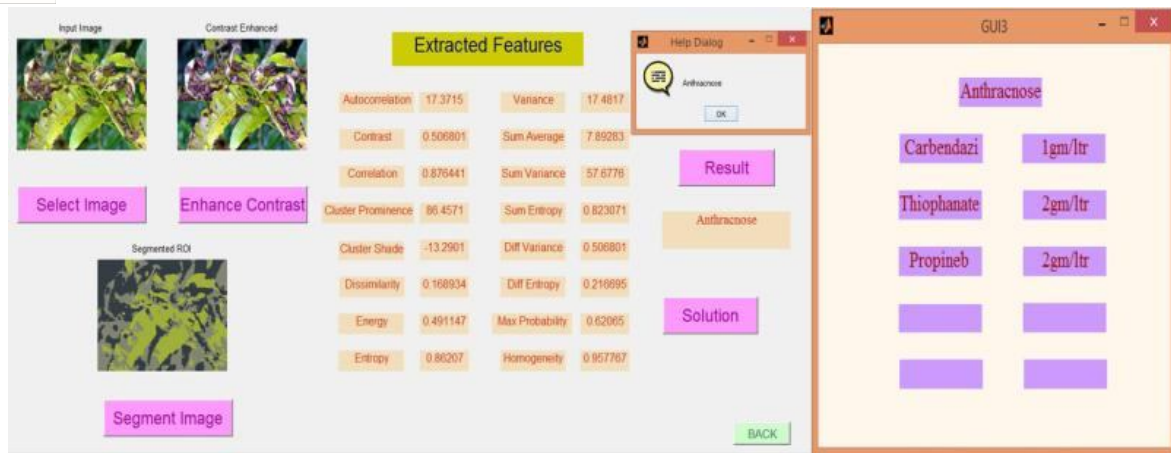 Input Image
Contrast Enhanced
Select Image
Enhance Contrast
Segmented ROI
Segment Image
Extracted Features
Autocorrelation 17.3715 Variance 17.4817
Contrast 0.506801 Sum Average 7.89283
Correlation 0.876441 Sum Variance 57.6776
Cluster Prominence 86.4571 Sum Entropy 0.823071
Cluster Shade -13.2901 Diff Variance 0.506801
Dissimilarity 0.168934 Diff Entropy 0.216695
Energy 0.491147 Max Probability 0.62065
Entropy 0.86207 Homogeneity 0.957767
Help Dialog
Anthracnose
OK
Result
Anthracnose
Solution
BACK
GUI3
Anthracnose
Carbendazi 1gm/ltr
Thiophanate 2gm/ltr
Propineb 2gm/ltr